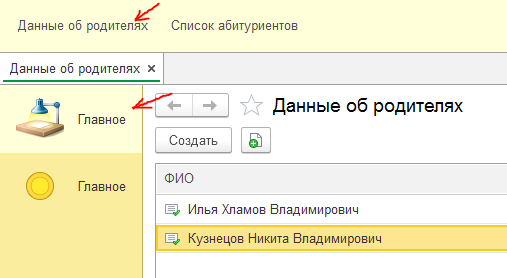 Данные об родителях Список абитуриентов
Данные об родителях ×
Главное
Главное
Данные об родителях
Создать
ФИО
Илья Хламов Владимирович
Кузнецов Никита Владимирович